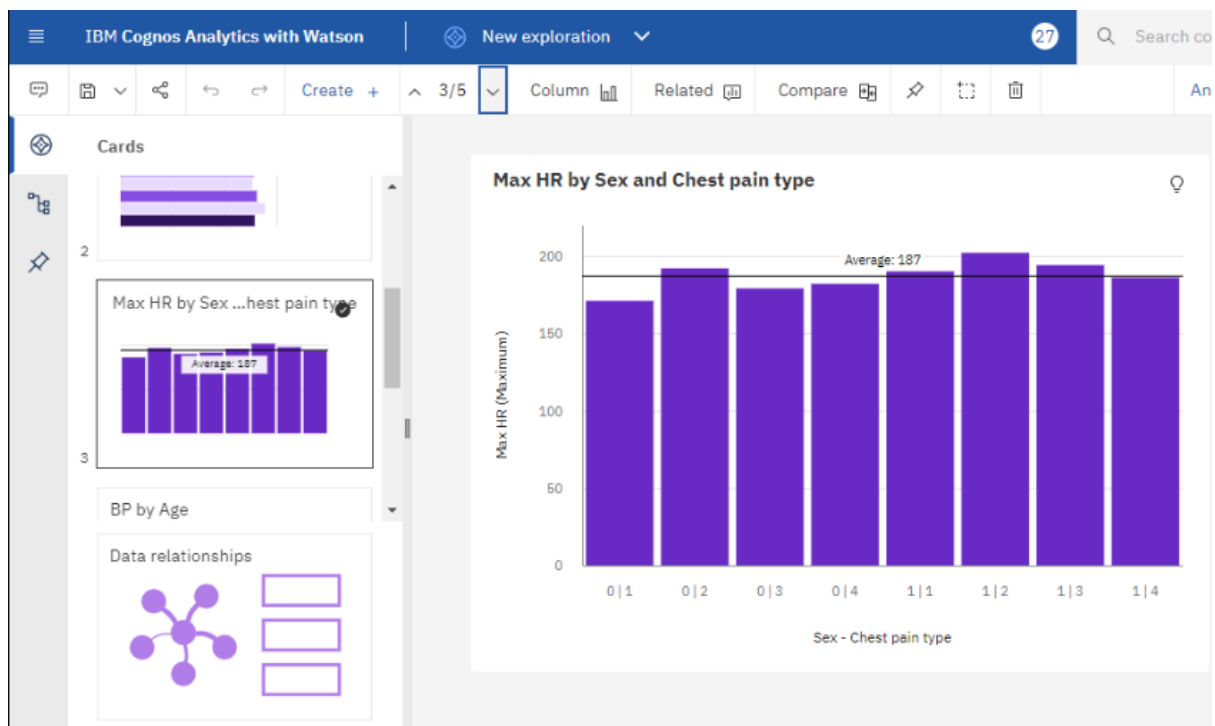 IBM Cognos Analytics with Watson
New exploration
27
Search co
Create +
3/5
Column
Related
Compare
An
Cards
2
Max HR by Sex ...hest pain type
Average: 187
3
BP by Age
Data relationships
Max HR by Sex and Chest pain type
Average: 187
Max HR (Maximum)
200
150
100
50
0
0|1 0|2 0|3 0|4 1|1 1|2 1|3 1|4
Sex - Chest pain type